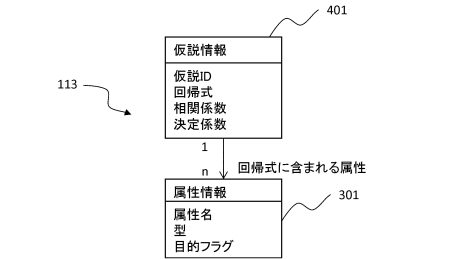 401
仮説情報
仮説ID
回帰式
相関係数
決定係数
113
1
回帰式に含まれる属性
n
属性情報
属性名
型
目的フラグ
301